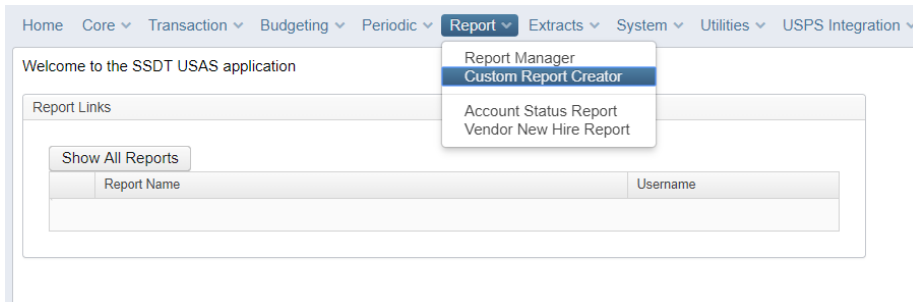 Home Core Transaction Budgeting Periodic Report Extracts System Utilities USPS Integration
Welcome to the SSDT USAS application
Report Manager
Custom Report Creator
Account Status Report
Vendor New Hire Report
Report Links
Show All Reports
Report Name Username